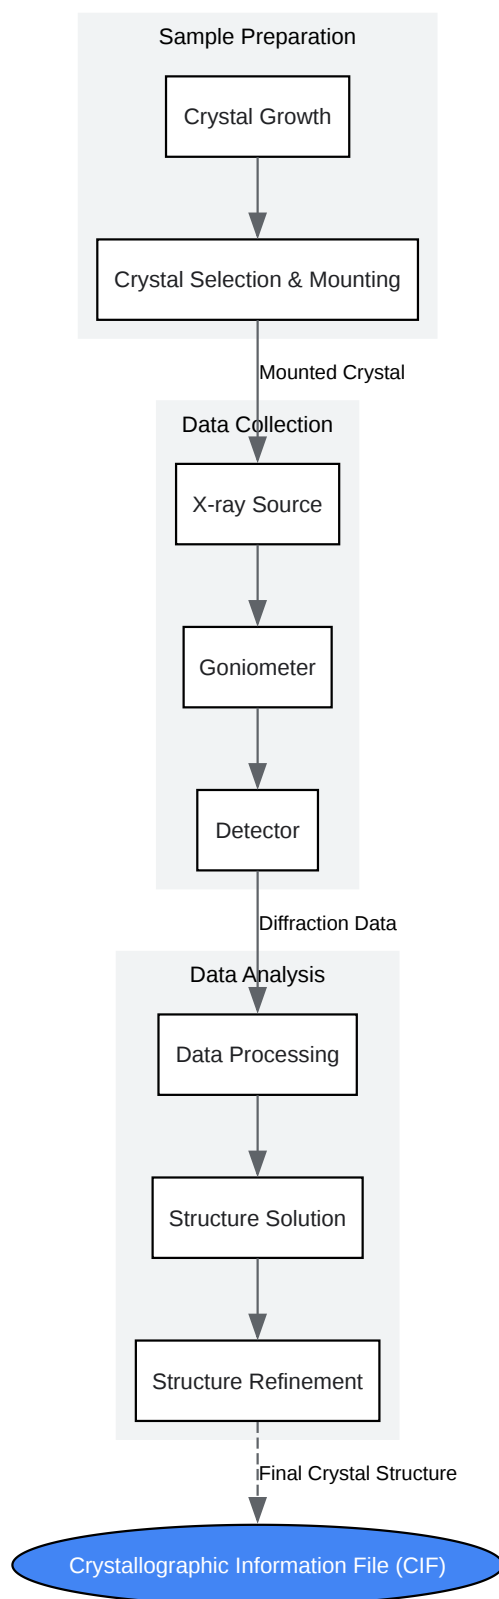 Sample Preparation
Crystal Growth
Crystal Selection & Mounting
Mounted Crystal
Data Collection
X-ray Source
Goniometer
Detector
Diffraction Data
Data Analysis
Data Processing
Structure Solution
Structure Refinement
Final Crystal Structure
Crystallographic Information File (CIF)